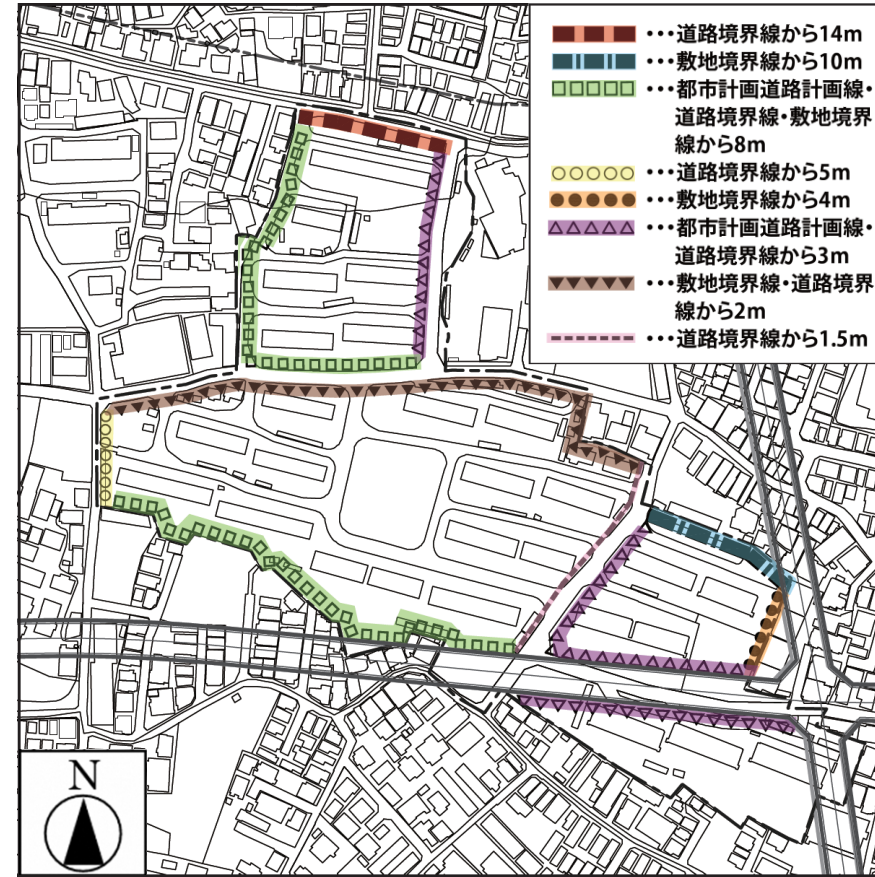 •••道路境界線から14m
•••敷地境界線から10m
•••都市計画道路計画線・
道路境界線・敷地境界
線から8m
•••道路境界線から5m
•••敷地境界線から4m
•••都市計画道路計画線・
道路境界線から3m
•••敷地境界線・道路境界
線から2m
•••道路境界線から1.5m
N